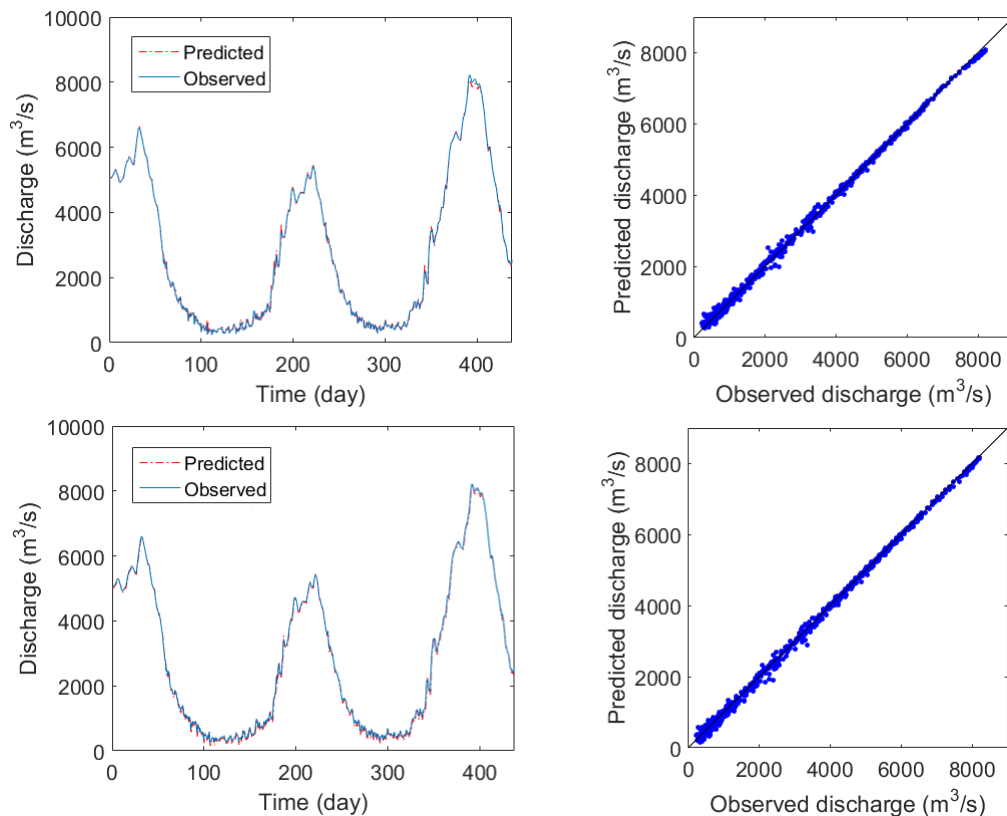 10000
8000
6000
4000
2000
0
Discharge (m³/s)
Predicted
Observed
0 100 200 300 400
Time (day)
8000
6000
4000
2000
0
Predicted discharge (m³/s)
0 2000 4000 6000 8000
Observed discharge (m³/s)
10000
8000
6000
4000
2000
0
Discharge (m³/s)
Predicted
Observed
0 100 200 300 400
Time (day)
8000
6000
4000
2000
0
Predicted discharge (m³/s)
0 2000 4000 6000 8000
Observed discharge (m³/s)